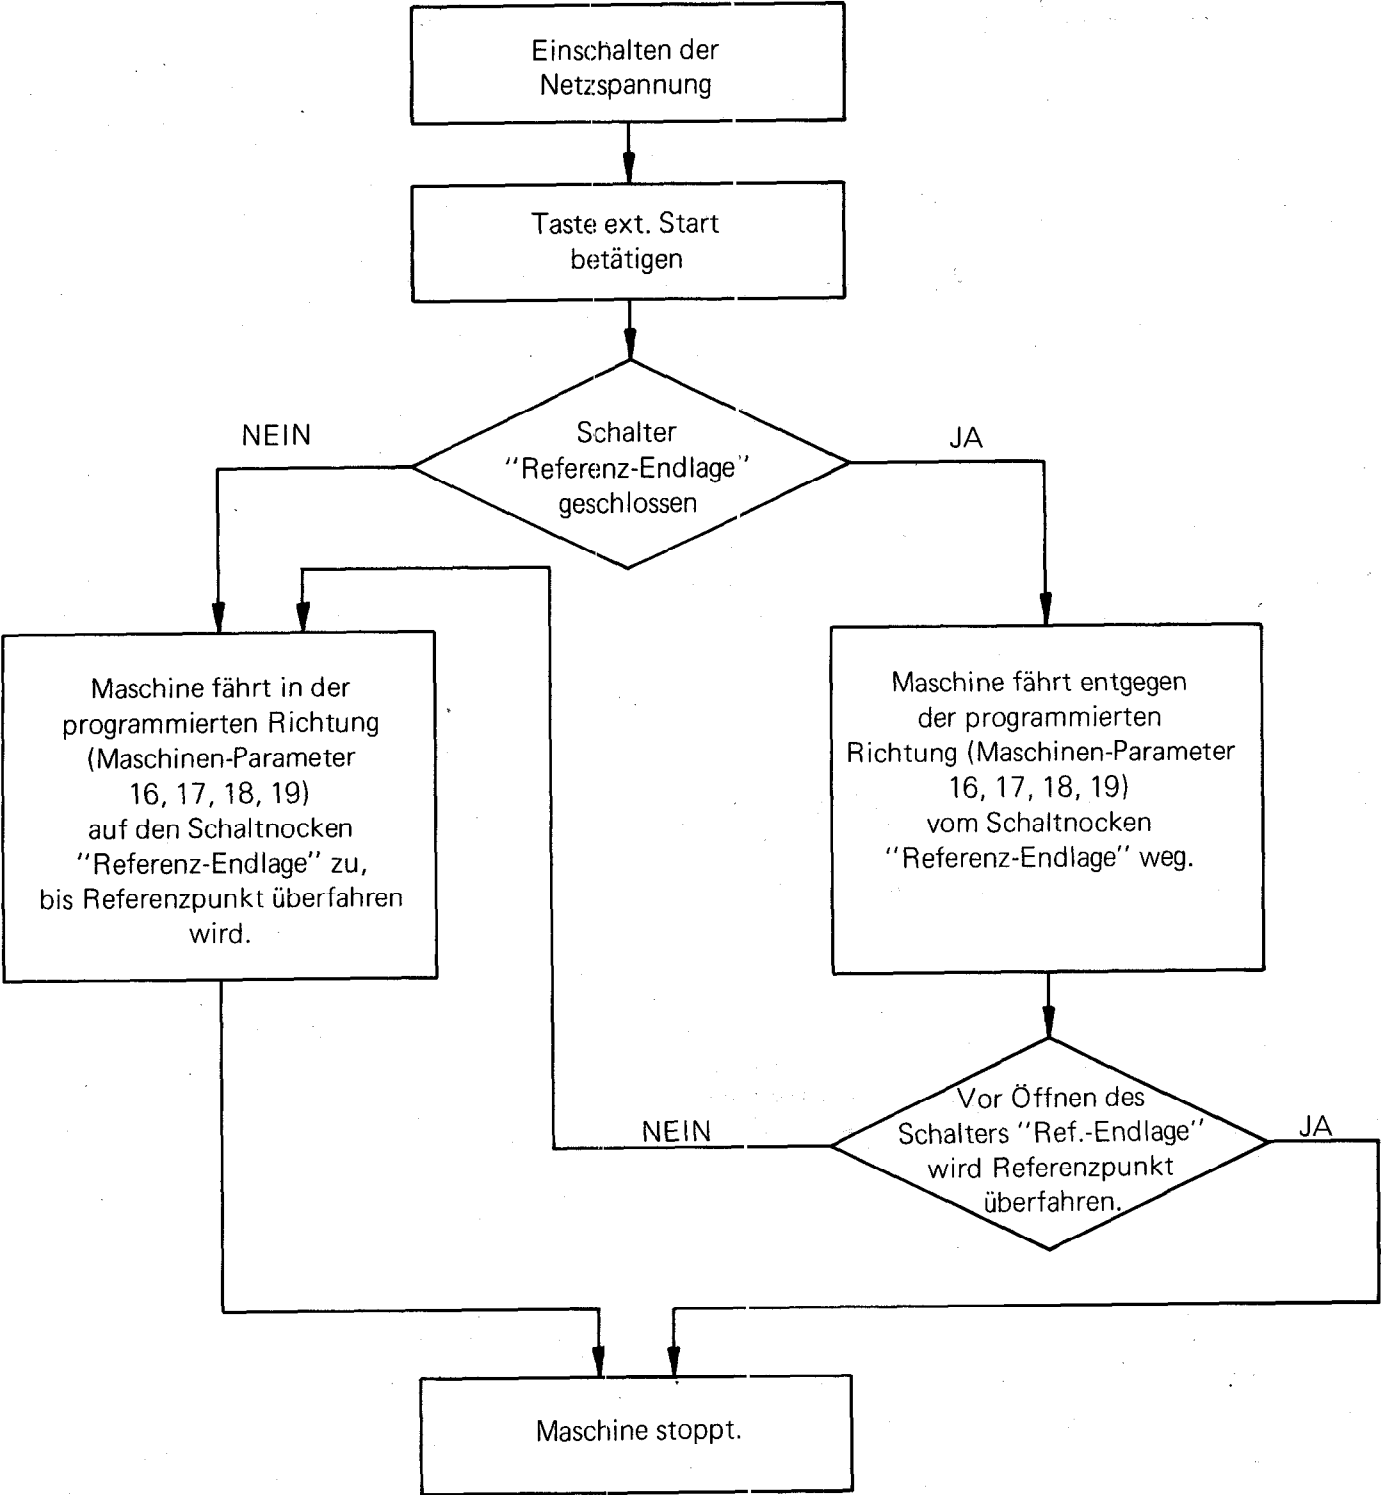 Einschalten der
Netzspannung
Taste ext. Start
betätigen
NEIN
Schalter
"Referenz-Endlage"
geschlossen
JA
Maschine fährt in der
programmierten Richtung
(Maschinen-Parameter
16, 17, 18, 19)
auf den Schaltnocken
"Referenz-Endlage" zu,
bis Referenzpunkt überfahren
wird.
Maschine fährt entgegen
der programmierten
Richtung (Maschinen-Parameter
16, 17, 18, 19)
vom Schaltnocken
"Referenz-Endlage" weg.
NEIN
Vor Öffnen des
Schalters "Ref.-Endlage"
wird Referenzpunkt
überfahren.
JA
Maschine stoppt.